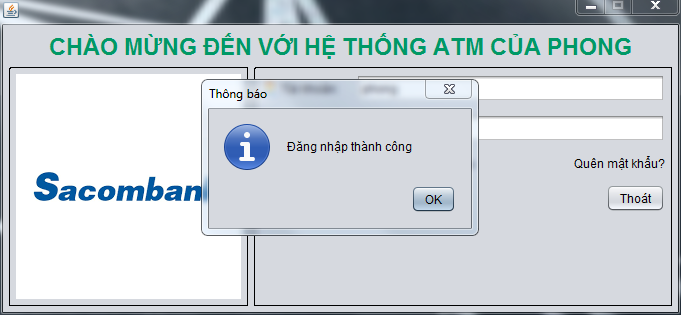 CHÀO MỪNG ĐẾN VỚI HỆ THỐNG ATM CỦA PHONG
Sacomban
Thông báo
Đăng nhập thành công
OK
Quên mật khẩu?
Thoát